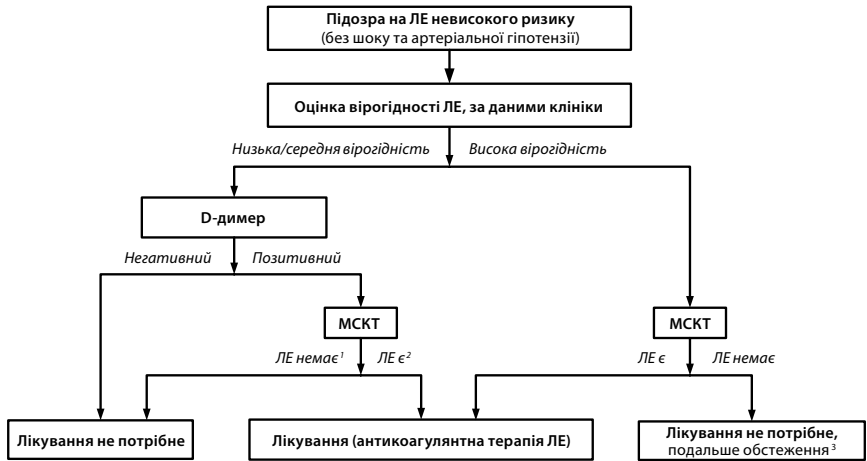 Підозра на ЛЕ невисокого ризику
(без шоку та артеріальної гіпотензії)
Оцінка вірогідності ЛЕ, за даними клініки
Низька/середня вірогідність
Висока вірогідність
D-димер
Негативний
Позитивний
МСКТ
МСКТ
ЛЕ немає¹
ЛЕ є²
ЛЕ є
ЛЕ немає
Лікування не потрібне
Лікування (антикоагулянтна терапія ЛЕ)
Лікування не потрібне,
подальше обстеження³